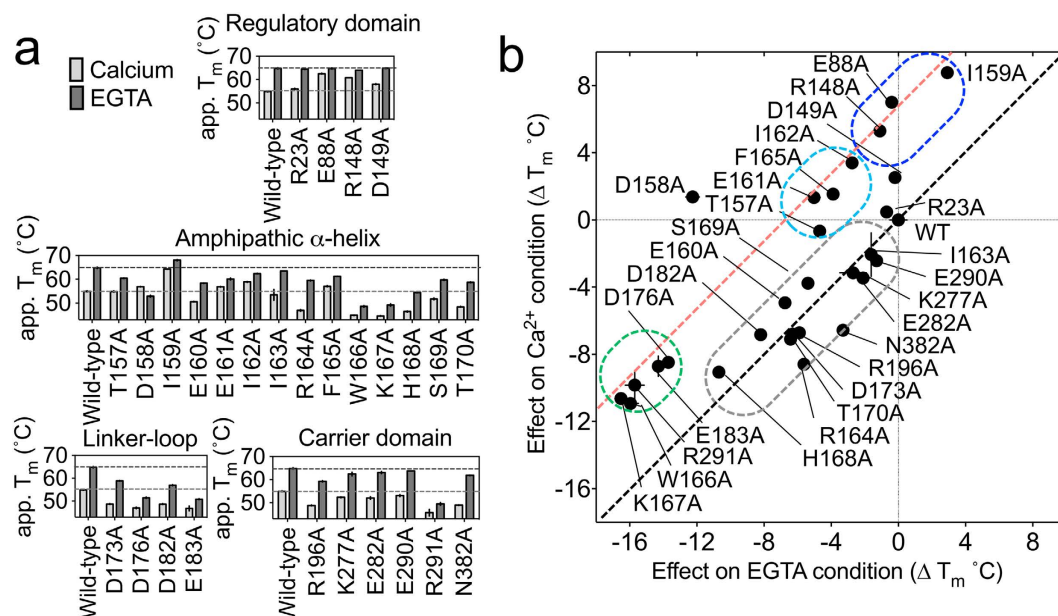 a
Regulatory domain
Calcium
EGTA
app. Tm (˚C)
70
60
50
Wild-type
R23A
E88A
R148A
D149A
Amphipathic α-helix
app. Tm (˚C)
70
60
50
Wild-type
T157A
D158A
I159A
E160A
E161A
I162A
I163A
R164A
F165A
W166A
K167A
H168A
S169A
T170A
Linker-loop
app. Tm (˚C)
70
60
50
Wild-type
D173A
D176A
D182A
E183A
Carrier domain
app. Tm (˚C)
70
60
50
Wild-type
R196A
K277A
E282A
E290A
R291A
N382A
b
Effect on Ca2+ condition (Δ Tm ˚C)
8
4
0
-4
-8
-12
-16
E88A
I159A
R148A
D149A
I162A
F165A
E161A
D158A
T157A
R23A
S169A
WT
E160A
I163A
D182A
E290A
K277A
D176A
E282A
N382A
R196A
D173A
T170A
E183A
R164A
R291A
H168A
W166A
K167A
-16
-12
-8
-4
0
4
8
Effect on EGTA condition (Δ Tm ˚C)